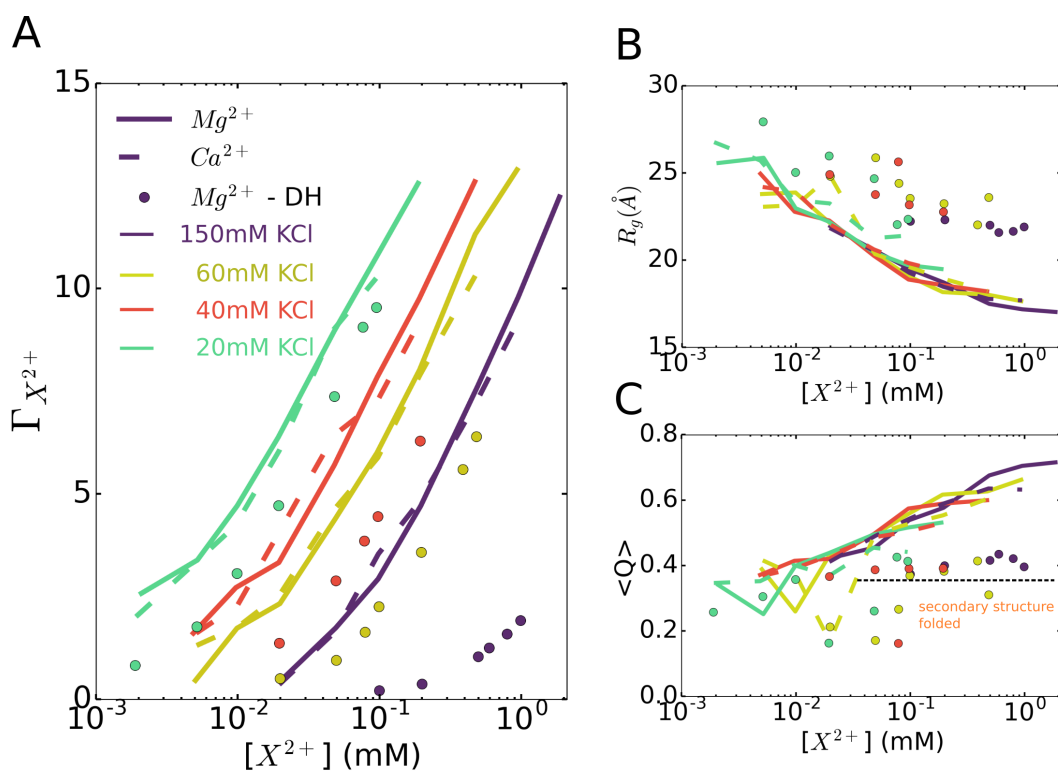 A
15
10
5
0
Mg²⁺
Ca²⁺
Mg²⁺ - DH
150mM KCl
60mM KCl
40mM KCl
20mM KCl
Γ_X²⁺
10⁻³ 10⁻² 10⁻¹ 10⁰
[X²⁺] (mM)
B
30
25
20
15
R_g(Å)
10⁻³ 10⁻² 10⁻¹ 10⁰
[X²⁺] (mM)
C
0.8
0.6
0.4
0.2
0.0
<Q>
secondary structure
folded
10⁻³ 10⁻² 10⁻¹ 10⁰
[X²⁺] (mM)